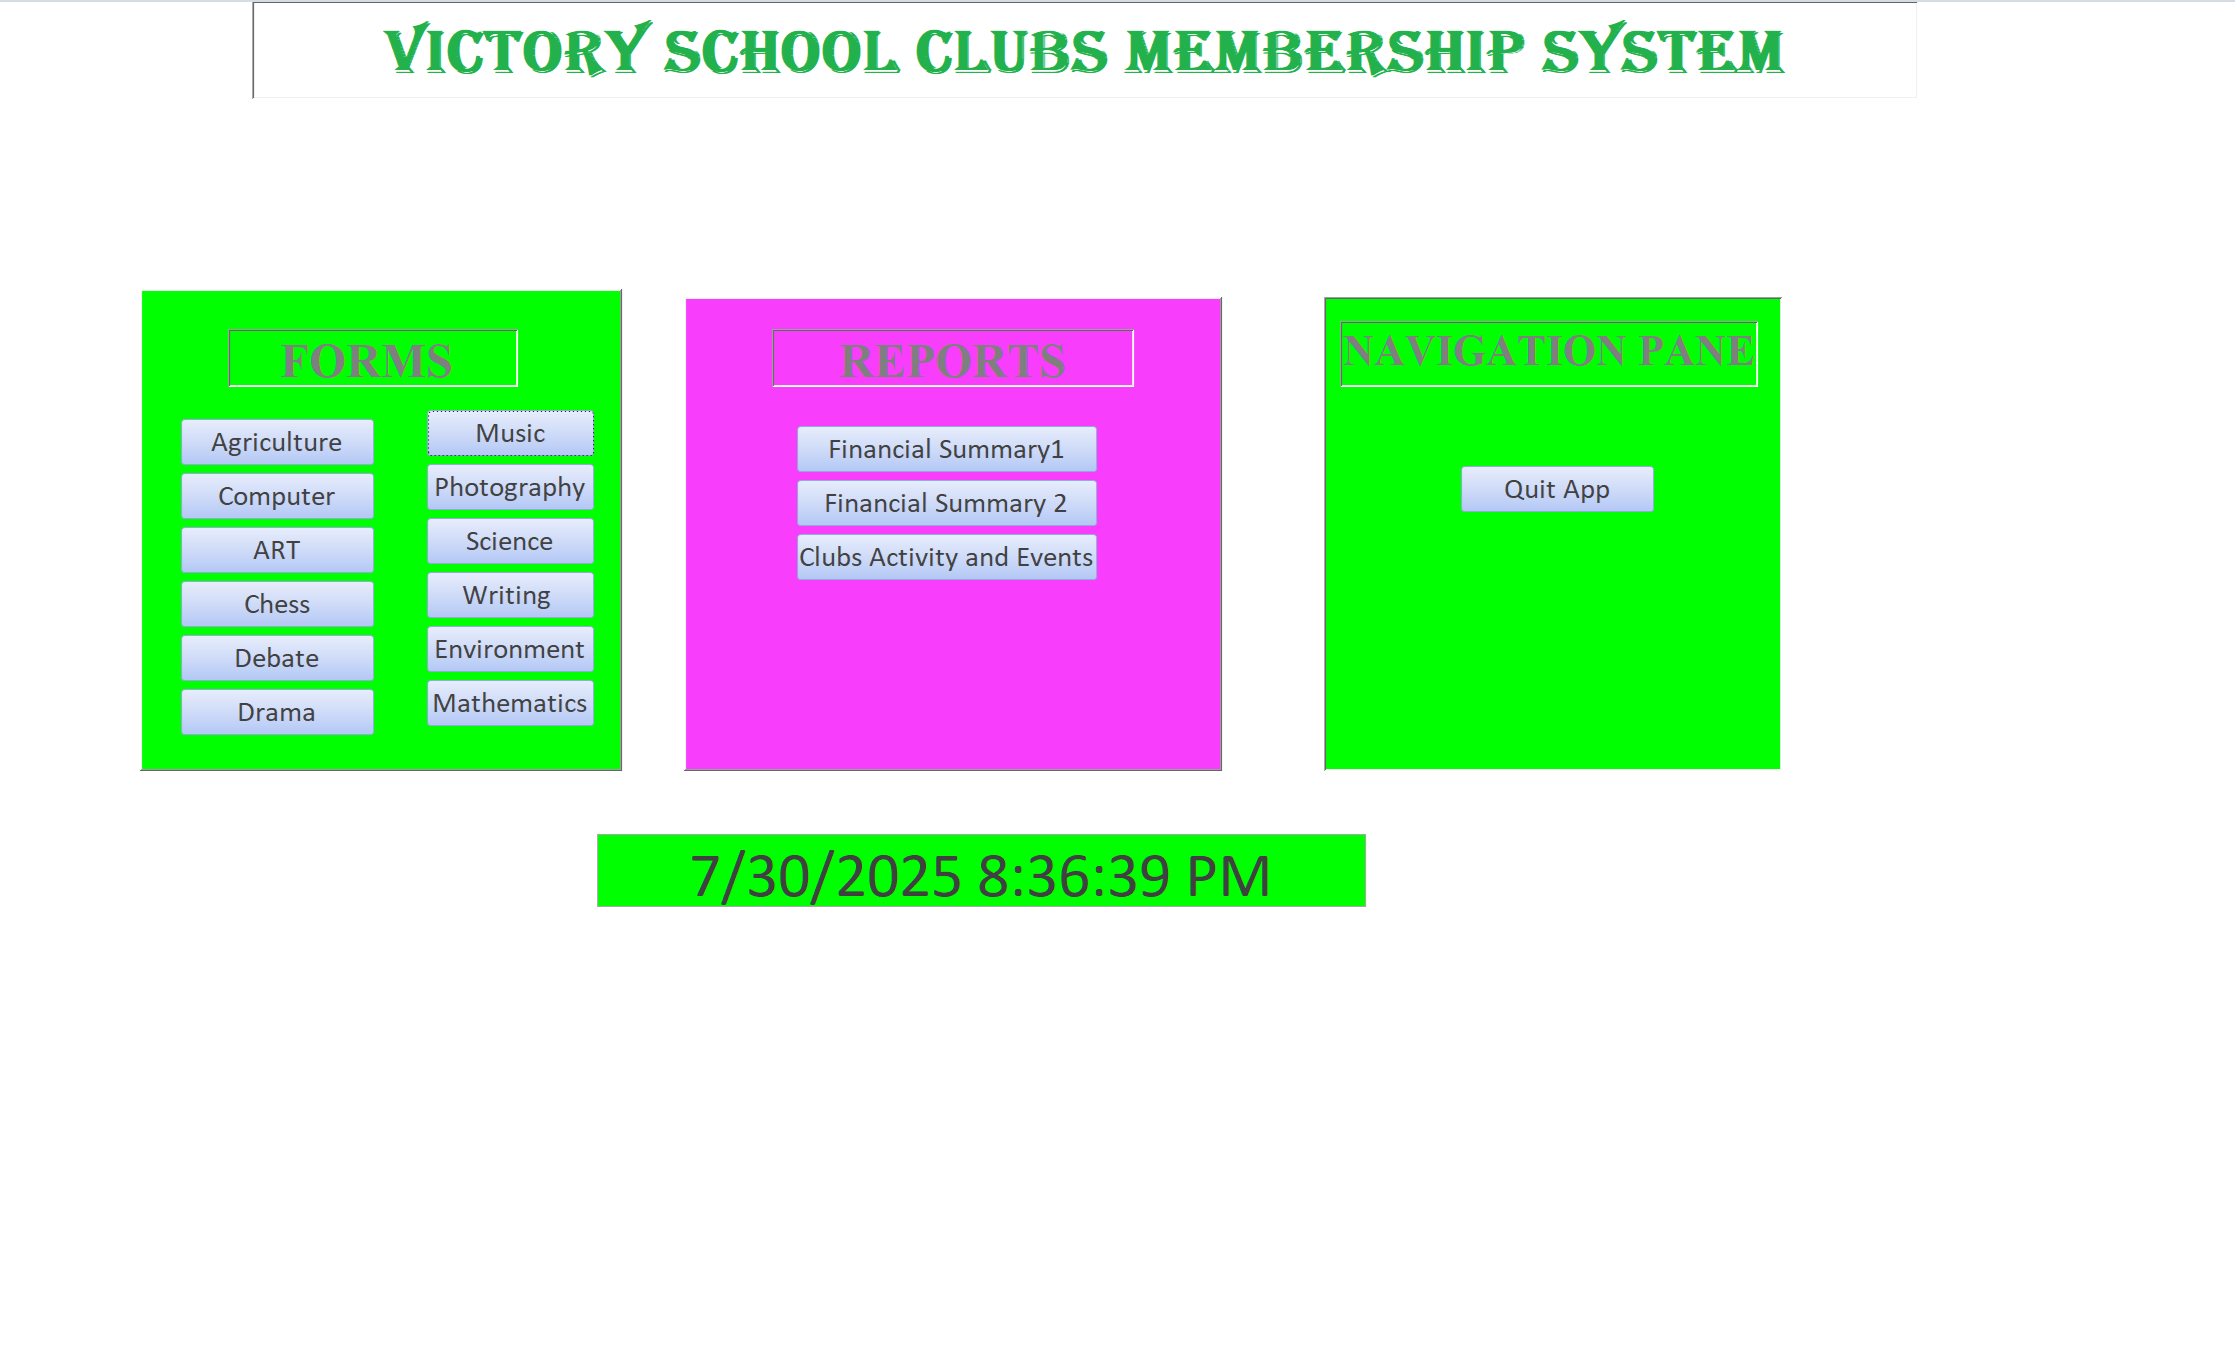 VICTORY SCHOOL CLUBS MEMBERSHIP SYSTEM
FORMS
Agriculture
Computer
ART
Chess
Debate
Drama
Music
Photography
Science
Writing
Environment
Mathematics
REPORTS
Financial Summary1
Financial Summary 2
Clubs Activity and Events
NAVIGATION PANE
Quit App
7/30/2025 8:36:39 PM